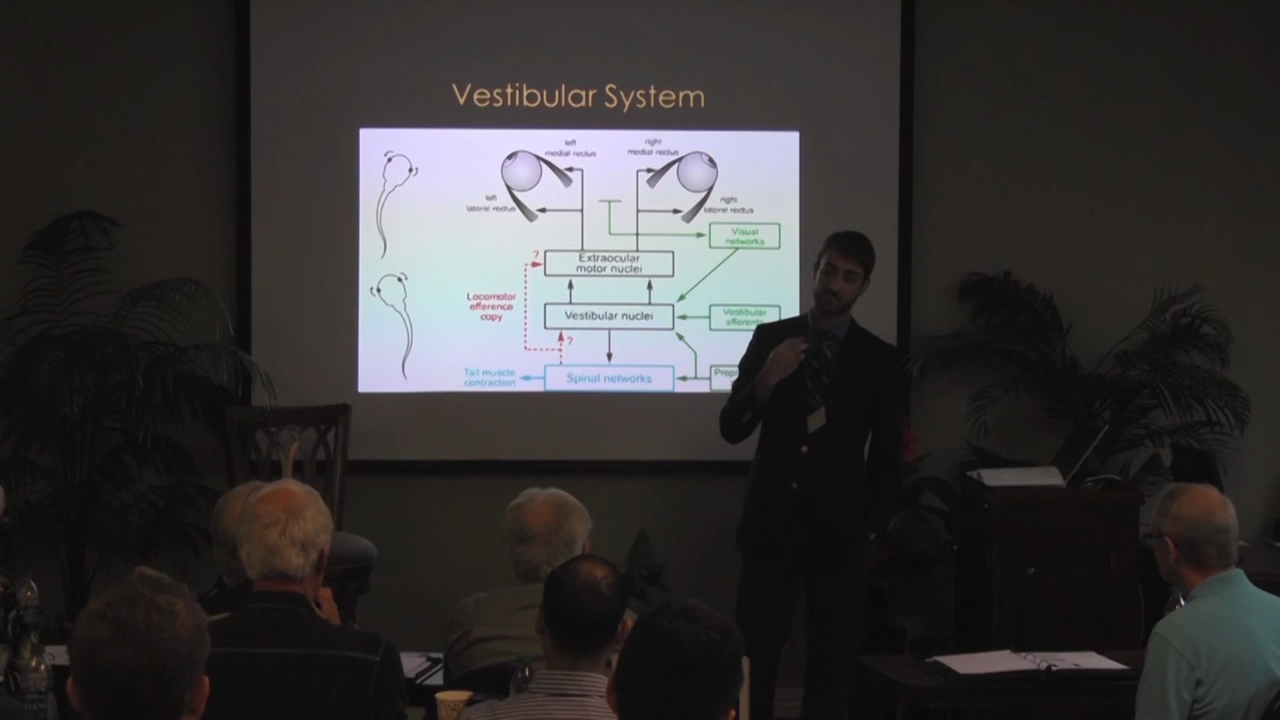 Vestibular System
left
medial rectus
right
medial rectus
left
lateral rectus
right
lateral rectus
Visual
networks
?
Extraocular
motor nuclei
Locomotor
efference
copy
Vestibular nuclei
Vestibular
afferents
?
Tail muscle
contraction
Spinal networks
Propr